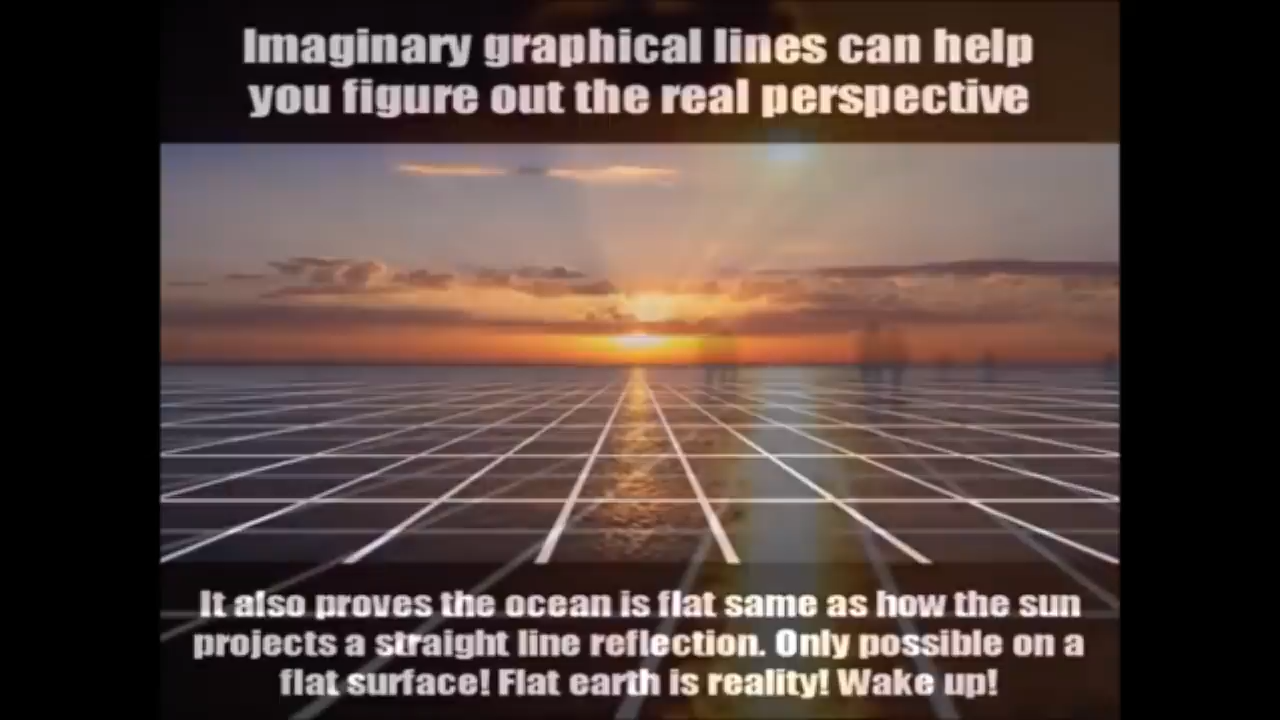 Imaginary graphical lines can help
you figure out the real perspective
It also proves the ocean is flat same as how the sun
projects a straight line reflection. Only possible on a
flat surface! Flat earth is reality! Wake up!